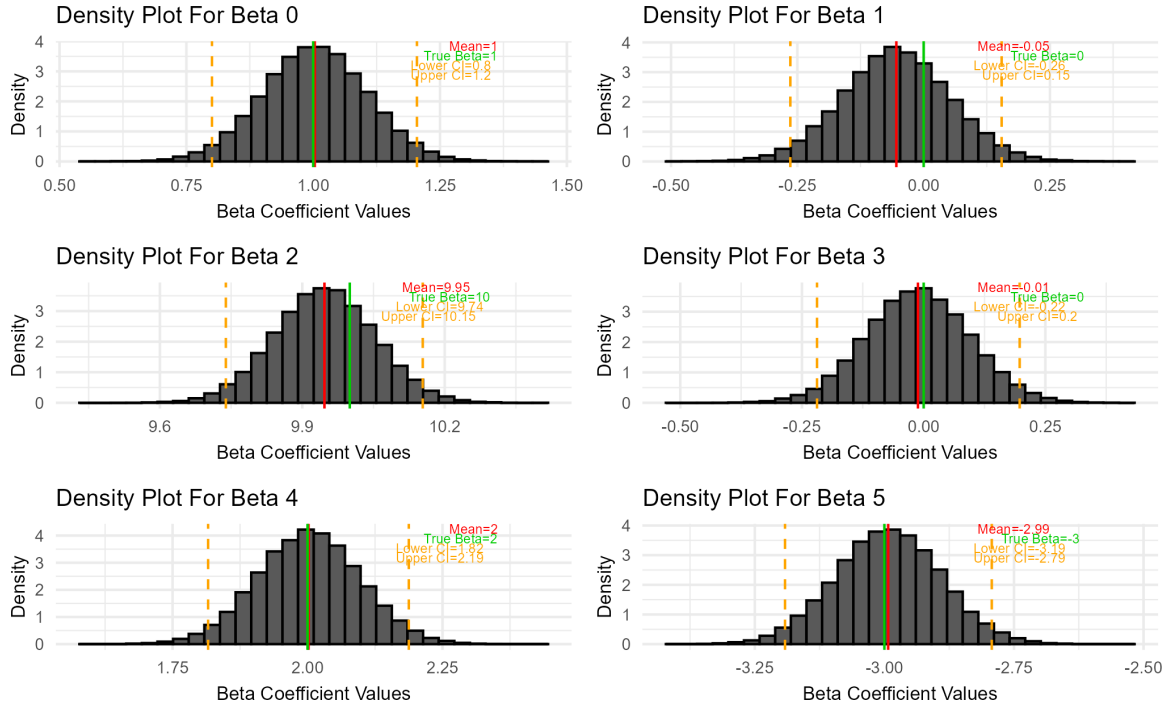 Density Plot For Beta 0
Density
4
3
2
1
0
Mean=1
True Beta=1
Lower CI=0.8
Upper CI=1.2
0.50 0.75 1.00 1.25 1.50
Beta Coefficient Values
Density Plot For Beta 1
Density
4
3
2
1
0
Mean=-0.05
True Beta=0
Lower CI=-0.26
Upper CI=0.15
-0.50 -0.25 0.00 0.25
Beta Coefficient Values
Density Plot For Beta 2
Density
3
2
1
0
Mean=9.95
True Beta=10
Lower CI=9.74
Upper CI=10.15
9.6 9.9 10.2
Beta Coefficient Values
Density Plot For Beta 3
Density
3
2
1
0
Mean=-0.01
True Beta=0
Lower CI=-0.22
Upper CI=0.2
-0.50 -0.25 0.00 0.25
Beta Coefficient Values
Density Plot For Beta 4
Density
4
3
2
1
0
Mean=2
True Beta=2
Lower CI=1.82
Upper CI=2.19
1.75 2.00 2.25
Beta Coefficient Values
Density Plot For Beta 5
Density
4
3
2
1
0
Mean=-2.99
True Beta=-3
Lower CI=-3.19
Upper CI=-2.79
-3.25 -3.00 -2.75 -2.50
Beta Coefficient Values